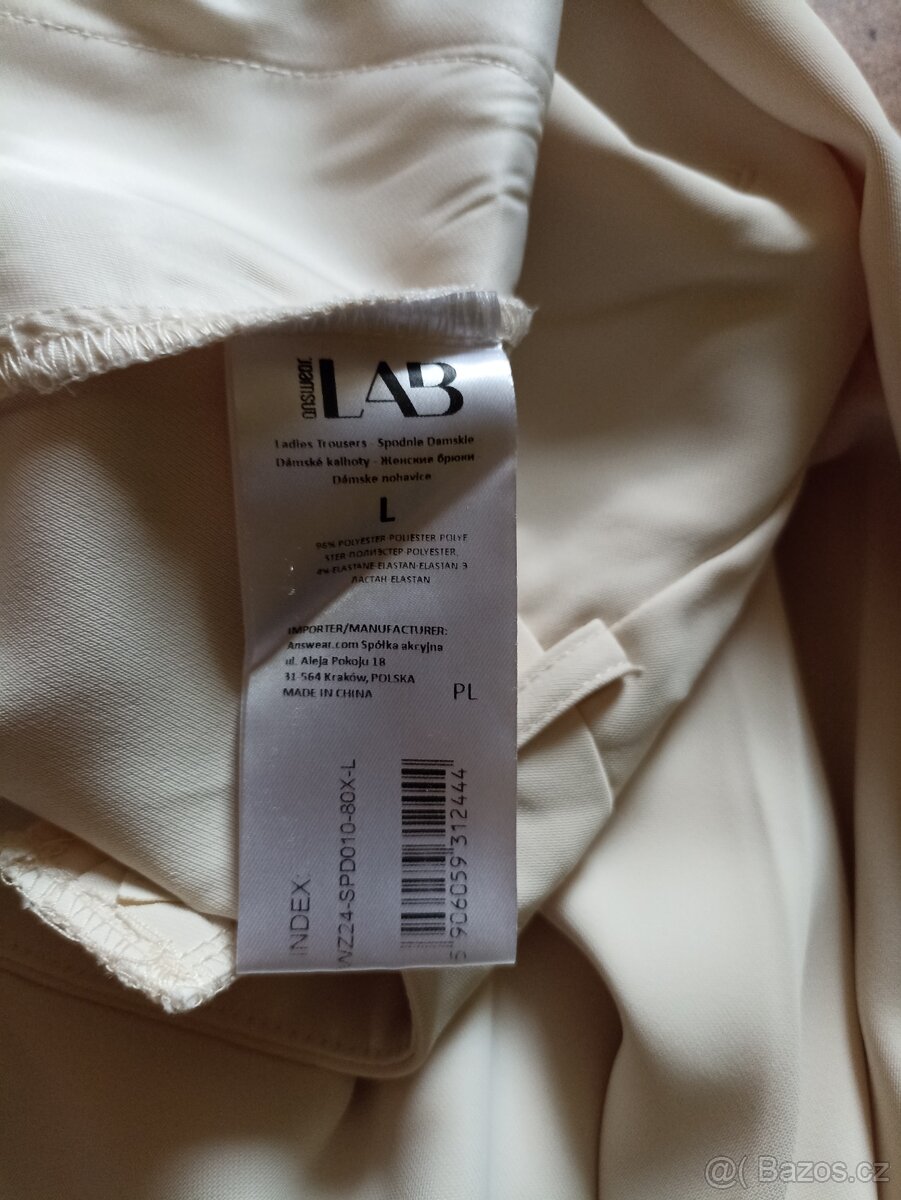 answear.
LAB
Ladies Trousers - Spodnie Damskie
Dámské kalhoty - Женские брюки
Dámske nohavice
L
96% POLYESTER-POLIESTER POLYE
STER-ПОЛИЭСТЕР-POLYESTER,
4%-ELASTANE-ELASTAN-ELASTAN-Э
ЛАСТАН ELASTAN
IMPORTER/MANUFACTURER:
Answear.com Spółka akcyjna
ul. Aleja Pokoju 18
31-564 Kraków, POLSKA
MADE IN CHINA
PL
INDEX:
WZ24-SPD010-80X-L
5 906059 312444
@( Bazos.cz